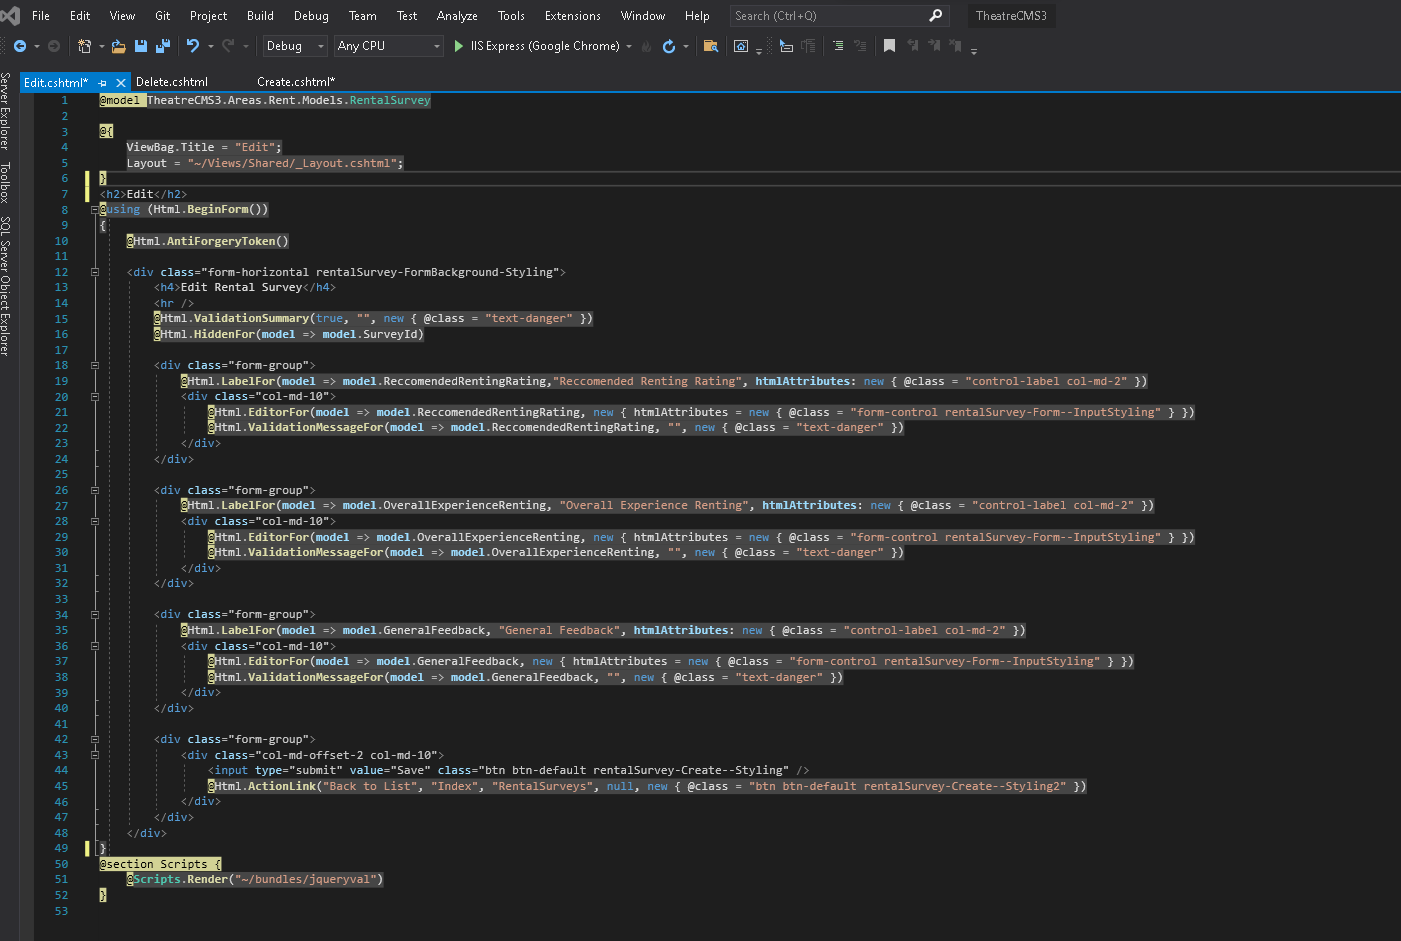 File Edit View Git Project Build Debug Team Test Analyze Tools Extensions Window Help Search (Ctrl+Q) TheatreCMS3
Debug Any CPU IIS Express (Google Chrome)
Server Explorer
Toolbox
SQL Server Object Explorer
Edit.cshtml* Delete.cshtml Create.cshtml*
1 @model TheatreCMS3.Areas.Rent.Models.RentalSurvey
2
3 @{
4 ViewBag.Title = "Edit";
5 Layout = "~/Views/Shared/_Layout.cshtml";
6 }
7 <h2>Edit</h2>
8 @using (Html.BeginForm())
9 {
10 @Html.AntiForgeryToken()
11
12 <div class="form-horizontal rentalSurvey-FormBackground-Styling">
13 <h4>Edit Rental Survey</h4>
14 <hr />
15 @Html.ValidationSummary(true, "", new { @class = "text-danger" })
16 @Html.HiddenFor(model => model.SurveyId)
17
18 <div class="form-group">
19 @Html.LabelFor(model => model.ReccomendedRentingRating,"Reccomended Renting Rating", htmlAttributes: new { @class = "control-label col-md-2" })
20 <div class="col-md-10">
21 @Html.EditorFor(model => model.ReccomendedRentingRating, new { htmlAttributes = new { @class = "form-control rentalSurvey-Form--InputStyling" } })
22 @Html.ValidationMessageFor(model => model.ReccomendedRentingRating, "", new { @class = "text-danger" })
23 </div>
24 </div>
25
26 <div class="form-group">
27 @Html.LabelFor(model => model.OverallExperienceRenting, "Overall Experience Renting", htmlAttributes: new { @class = "control-label col-md-2" })
28 <div class="col-md-10">
29 @Html.EditorFor(model => model.OverallExperienceRenting, new { htmlAttributes = new { @class = "form-control rentalSurvey-Form--InputStyling" } })
30 @Html.ValidationMessageFor(model => model.OverallExperienceRenting, "", new { @class = "text-danger" })
31 </div>
32 </div>
33
34 <div class="form-group">
35 @Html.LabelFor(model => model.GeneralFeedback, "General Feedback", htmlAttributes: new { @class = "control-label col-md-2" })
36 <div class="col-md-10">
37 @Html.EditorFor(model => model.GeneralFeedback, new { htmlAttributes = new { @class = "form-control rentalSurvey-Form--InputStyling" } })
38 @Html.ValidationMessageFor(model => model.GeneralFeedback, "", new { @class = "text-danger" })
39 </div>
40 </div>
41
42 <div class="form-group">
43 <div class="col-md-offset-2 col-md-10">
44 <input type="submit" value="Save" class="btn btn-default rentalSurvey-Create--Styling" />
45 @Html.ActionLink("Back to List", "Index", "RentalSurveys", null, new { @class = "btn btn-default rentalSurvey-Create--Styling2" })
46 </div>
47 </div>
48 </div>
49 }
50 @section Scripts {
51 @Scripts.Render("~/bundles/jqueryval")
52 }
53